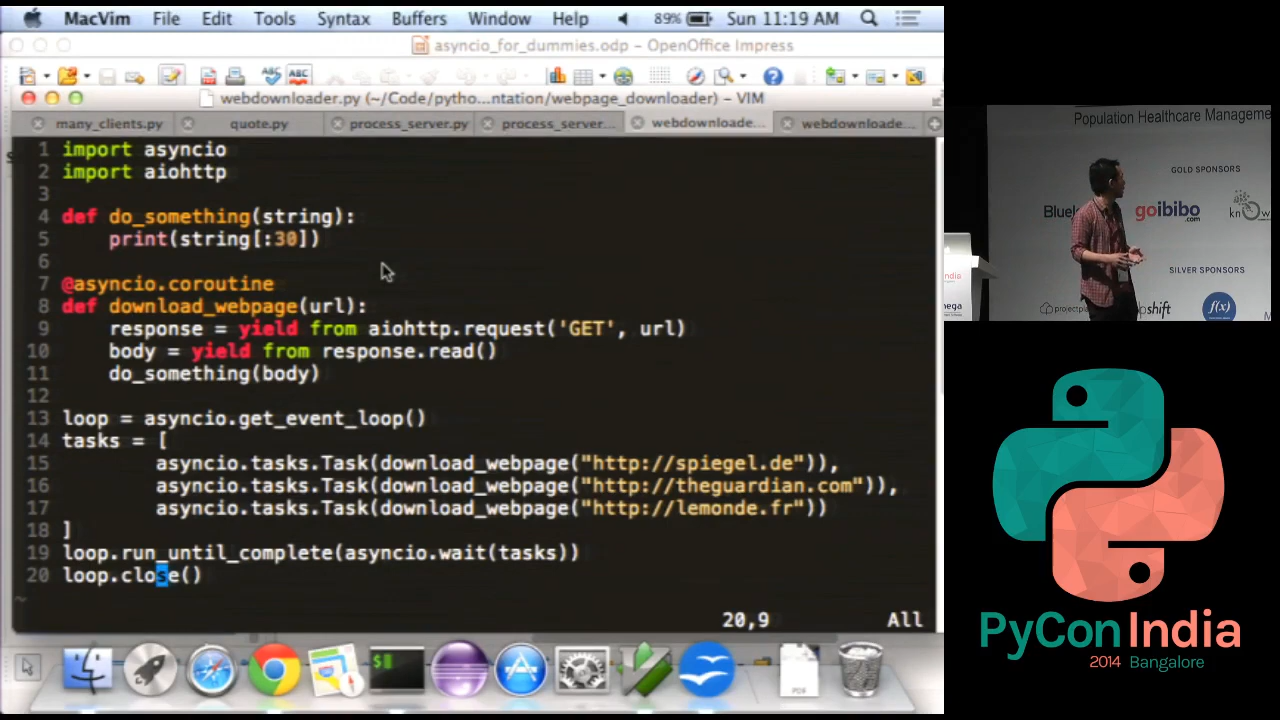 MacVim File Edit Tools Syntax Buffers Window Help 89% Sun 11:19 AM
asyncio_for_dummies.odp - OpenOffice Impress
webdownloader.py (~/Code/pytho...ntation/webpage_downloader) - VIM
many_clients.py quote.py process_server.py process_server... webdownloade... webdownloade...
1 import asyncio
2 import aiohttp
3
4 def do_something(string):
5     print(string[:30])
6
7 @asyncio.coroutine
8 def download_webpage(url):
9     response = yield from aiohttp.request('GET', url)
10     body = yield from response.read()
11     do_something(body)
12
13 loop = asyncio.get_event_loop()
14 tasks = [
15         asyncio.tasks.Task(download_webpage("http://spiegel.de")),
16         asyncio.tasks.Task(download_webpage("http://theguardian.com")),
17         asyncio.tasks.Task(download_webpage("http://lemonde.fr"))
18 ]
19 loop.run_until_complete(asyncio.wait(tasks))
20 loop.close()
~
20,9 All
Population Healthcare Manageme
GOLD SPONSORS
goibibo.com
SILVER SPONSORS
f(x)
PyCon India
2014 Bangalore